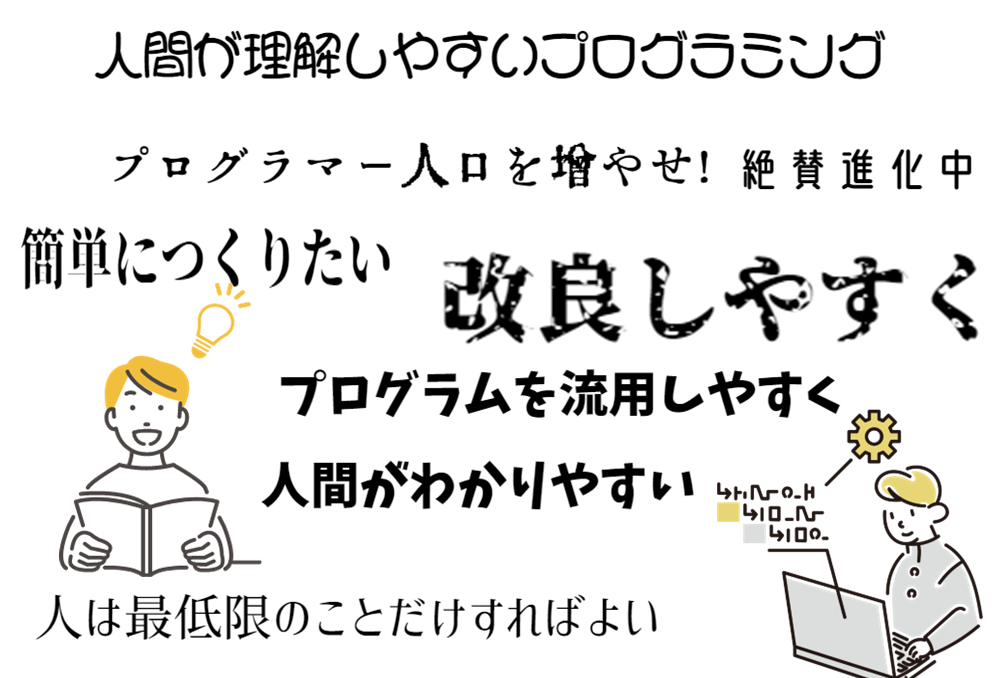 人間が理解しやすいプログラミング
プログラマー人口を増やせ! 絶賛進化中
簡単につくりたい
改良しやすく
プログラムを流用しやすく
人間がわかりやすい
人は最低限のことだけすればよい